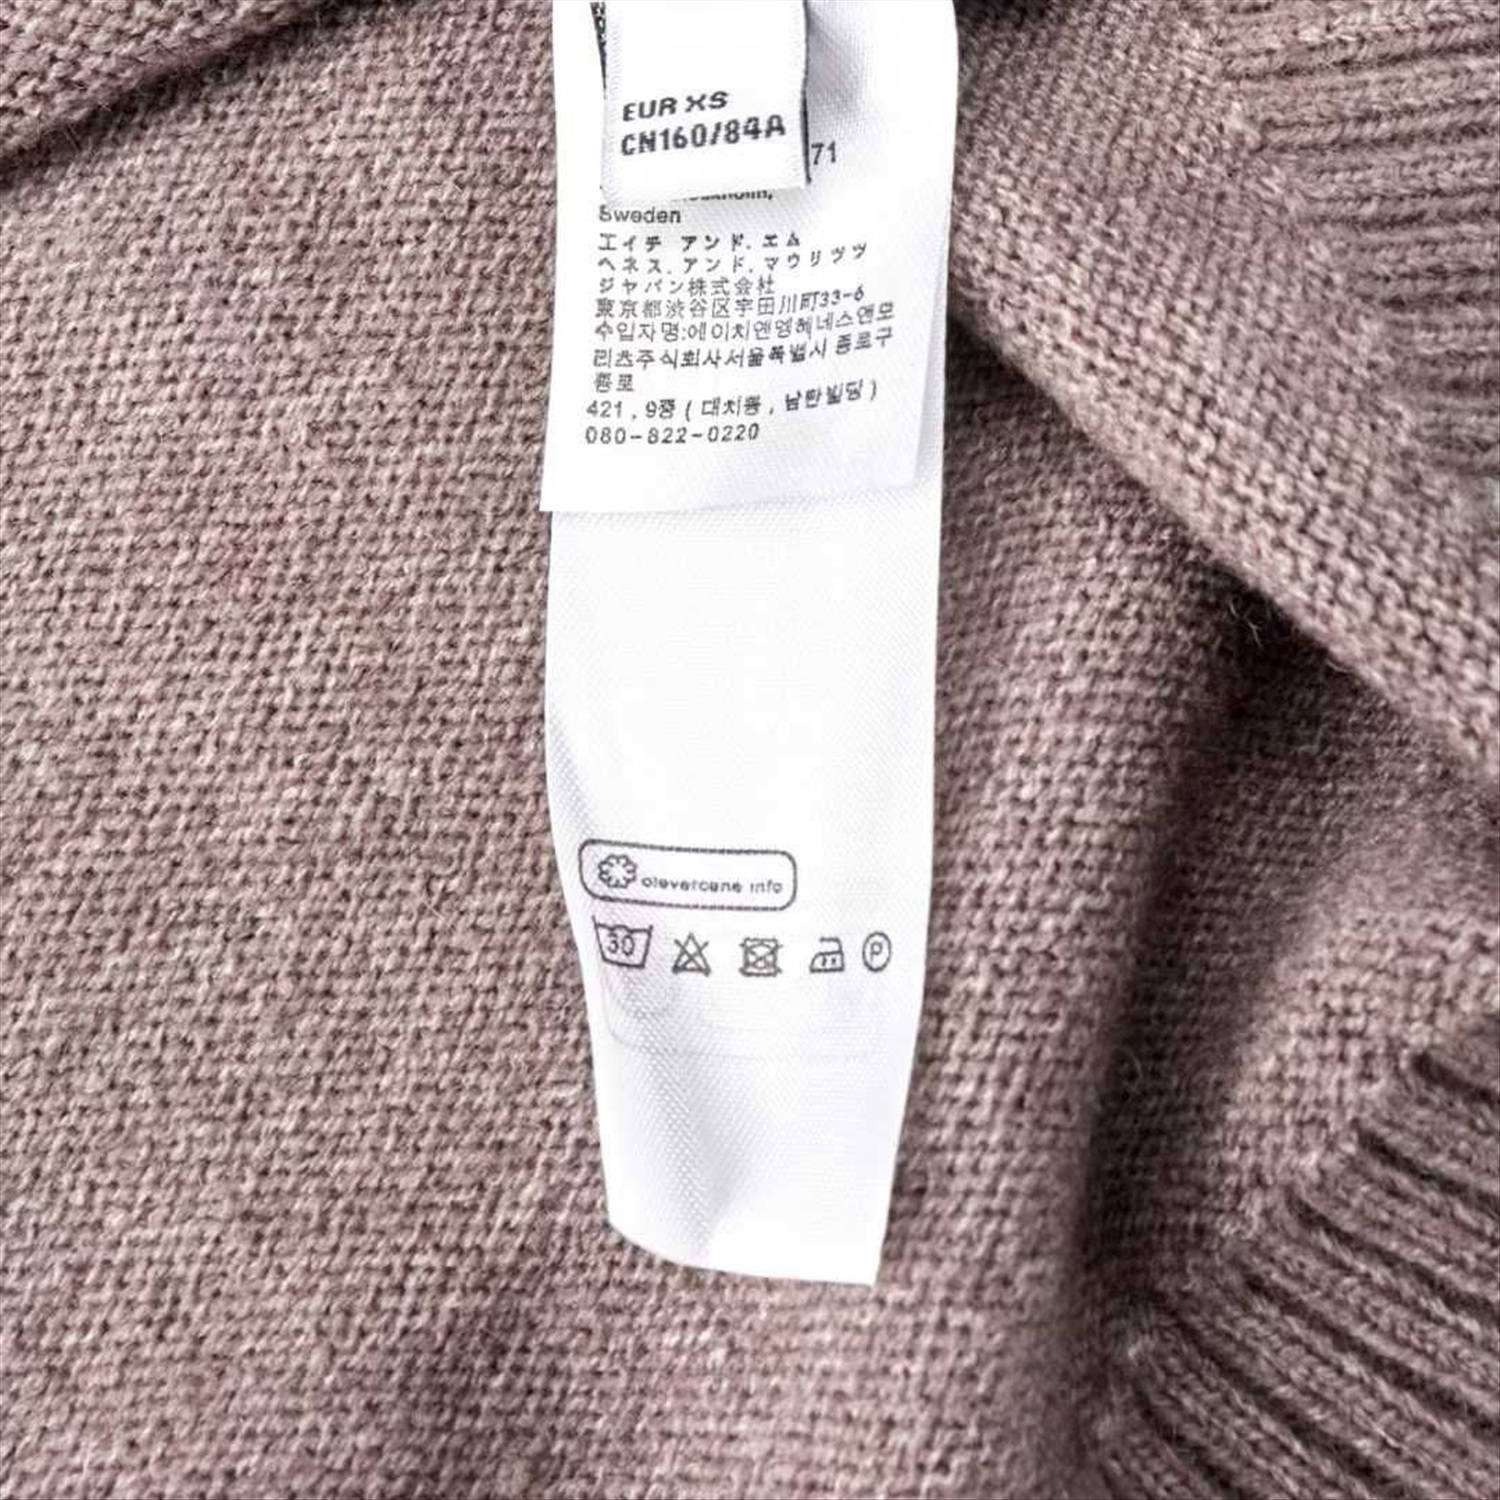 EUR XS
CN160/84A
71
Sweden
エイチ アンド. エム
ヘネス. アンド. マウリッツ
ジャパン株式会社
東京都渋谷区宇田川町33-6
수입자명:에이치앤엠헤네스앤모
리츠주식회사서울특별시 종로구
종로
421 , 9층 ( 대치동 , 남한빌딩 )
080-822-0220
clevercare info
30
P